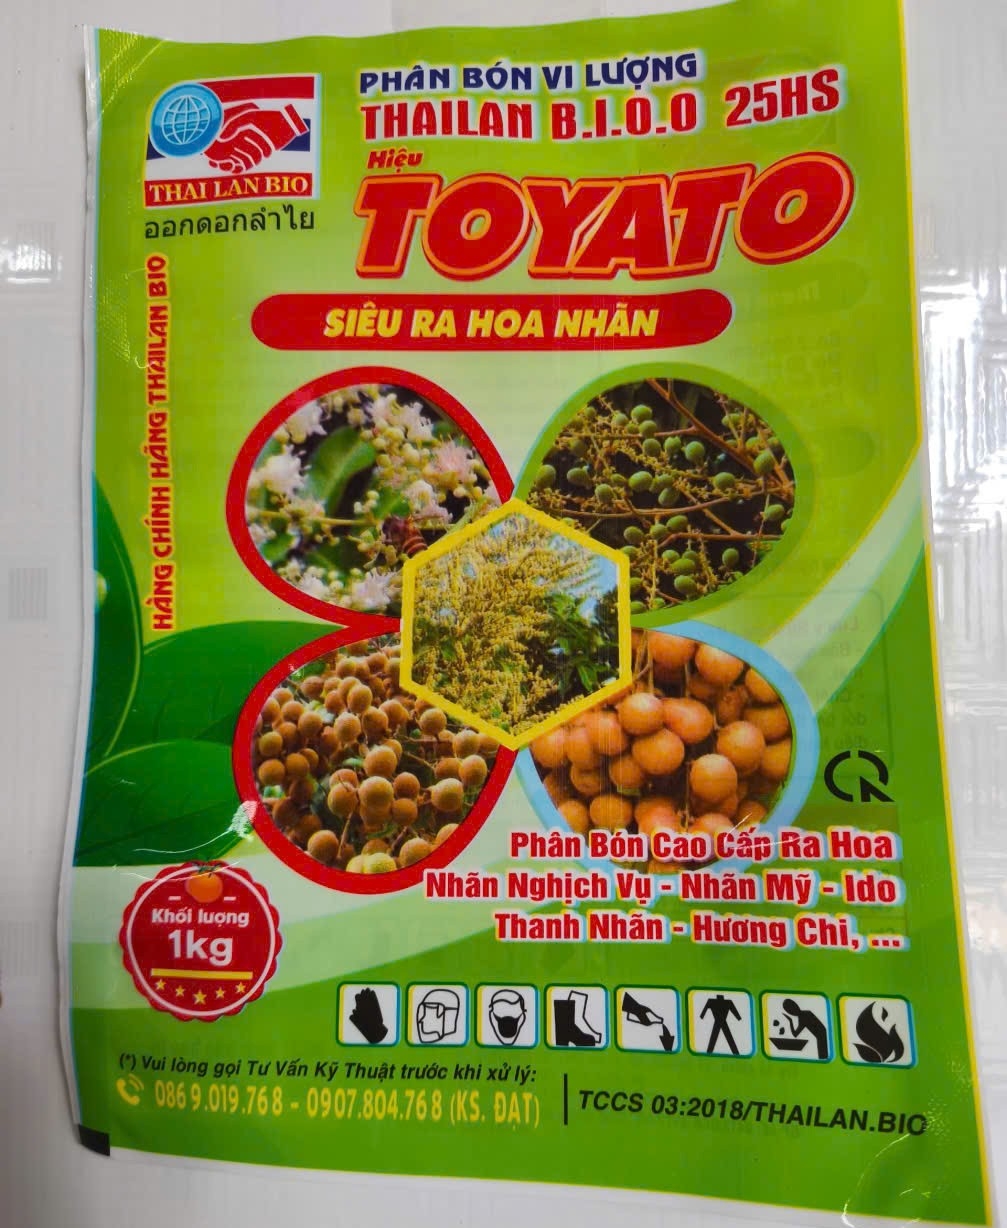 PHÂN BÓN VI LƯỢNG
THAILAN B.I.O.O 25HS
Hiệu
TOYATO
SIÊU RA HOA NHÃN
THAI LAN BIO
ออกดอกลำไย
HÀNG CHÍNH HÃNG THAILAN BIO
Phân Bón Cao Cấp Ra Hoa
Nhãn Nghịch Vụ - Nhãn Mỹ - Ido
Thanh Nhãn - Hương Chi, ...
Khối lượng
1kg
(*) Vui lòng gọi Tư Vấn Kỹ Thuật trước khi xử lý:
0869.019.768 - 0907.804.768 (KS. ĐẠT)
TCCS 03:2018/THAILAN.BIO